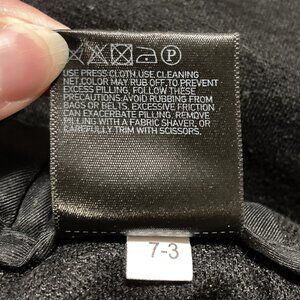 P
USE PRESS CLOTH.USE CLEANING
NET.COLOR MAY RUB OFF.TO PREVENT
EXCESS PILLING, FOLLOW THESE
PRECAUTIONS.AVOID RUBBING FROM
BAGS OR BELTS. EXCESSIVE FRICTION
CAN EXACERBATE PILLING. REMOVE
PILLING WITH A FABRIC SHAVER, OR
CAREFULLY TRIM WITH SCISSORS.
7-3